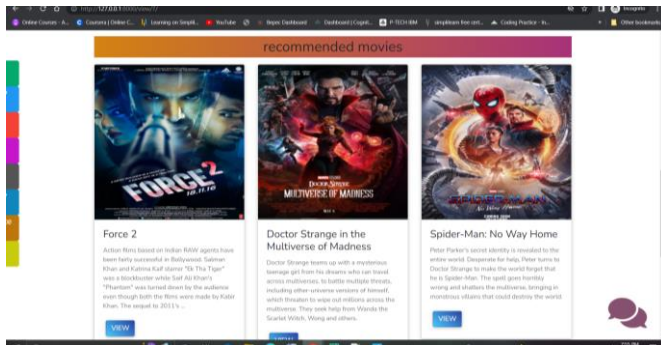 http://127.0.0.1:8000/view/7/
Incognito
Online Courses - A...
Coursera | Online C...
Learning on Simplil...
YouTube
Bepec Dashboard
Dashboard | Cognit...
P-TECH IBM
simplilearn free cert...
Coding Practice - to...
Other bookmarks
recommended movies
FORCE 2
DOCTOR STRANGE
MULTIVERSE OF MADNESS
SPIDER-MAN
COMING SOON
Force 2
Action films based on Indian RAW agents have
been fairly successful in Bollywood. Salman
Khan and Katrina Kaif starrer "Ek Tha Tiger"
was a blockbuster while Saif Ali Khan's
"Phantom" was turned down by the audience
even though both the films were made by Kabir
Khan. The sequel to 2011's ...
VIEW
Doctor Strange in the
Multiverse of Madness
Doctor Strange teams up with a mysterious
teenage girl from his dreams who can travel
across multiverses, to battle multiple threats,
including other-universe versions of himself,
which threaten to wipe out millions across the
multiverse. They seek help from Wanda the
Scarlet Witch, Wong and others.
VIEW
Spider-Man: No Way Home
Peter Parker's secret identity is revealed to the
entire world. Desperate for help, Peter turns to
Doctor Strange to make the world forget that
he is Spider-Man. The spell goes horribly
wrong and shatters the multiverse, bringing in
monstrous villains that could destroy the world.
VIEW